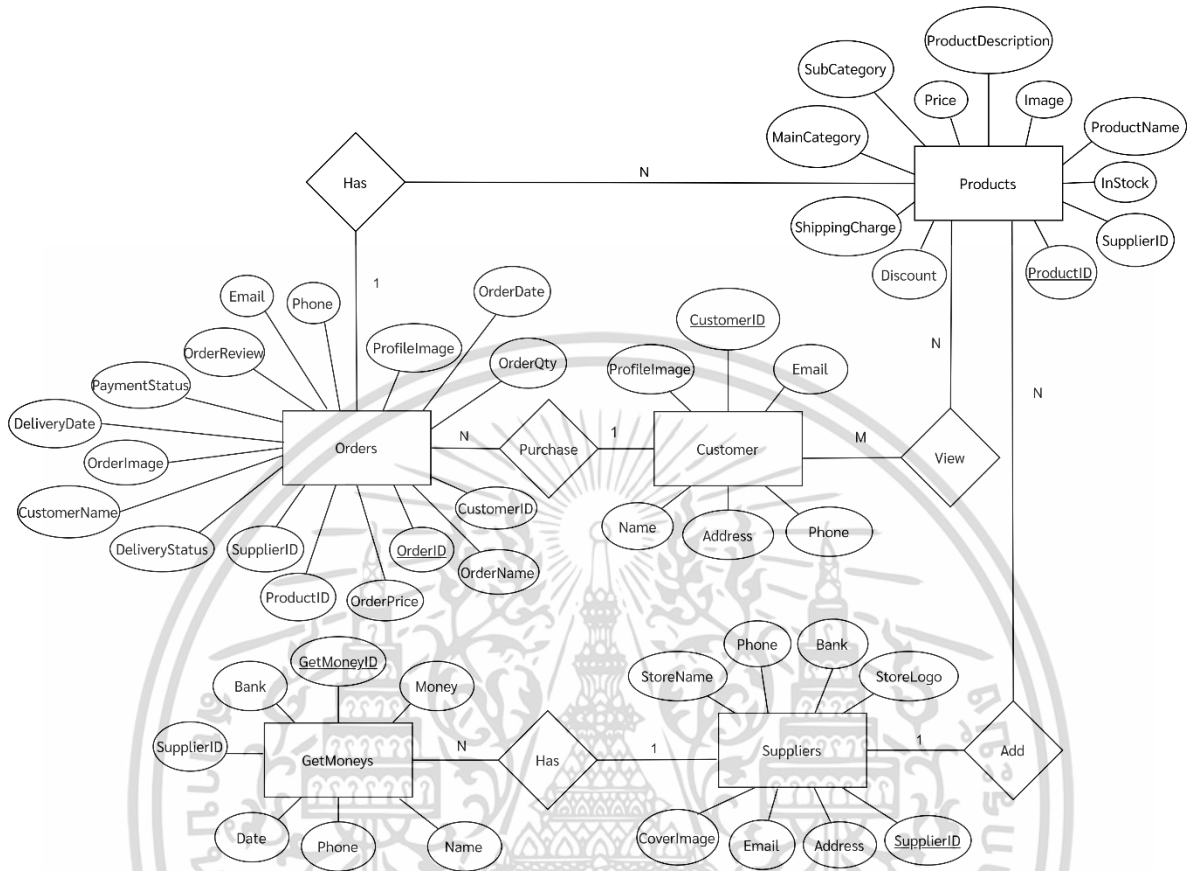 ProductDescription
SubCategory
Price
Image
MainCategory
ProductName
Has
N
Products
InStock
ShippingCharge
SupplierID
Discount
ProductID
1
Email
Phone
OrderDate
CustomerID
OrderReview
ProfileImage
OrderQty
ProfileImage
Email
N
N
PaymentStatus
DeliveryDate
Orders
N
Purchase
1
Customer
M
View
OrderImage
CustomerName
CustomerID
Name
Address
Phone
DeliveryStatus
SupplierID
OrderID
OrderName
ProductID
OrderPrice
GetMoneyID
Bank
Money
Phone
Bank
StoreName
StoreLogo
SupplierID
GetMoneys
N
Has
1
Suppliers
1
Add
Date
Phone
Name
CoverImage
Email
Address
SupplierID